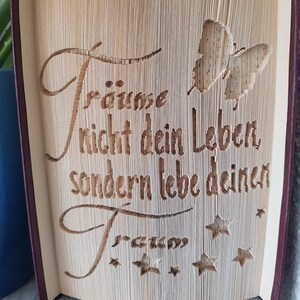 Träume
nicht dein Leben,
sondern lebe deinen
Traum